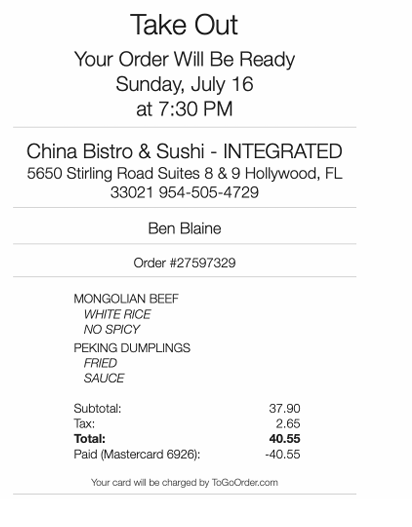 Take Out
Your Order Will Be Ready
Sunday, July 16
at 7:30 PM
China Bistro & Sushi - INTEGRATED
5650 Stirling Road Suites 8 & 9 Hollywood, FL
33021 954-505-4729
Ben Blaine
Order #27597329
MONGOLIAN BEEF
WHITE RICE
NO SPICY
PEKING DUMPLINGS
FRIED
SAUCE
Subtotal: 37.90
Tax: 2.65
Total: 40.55
Paid (Mastercard 6926): -40.55
Your card will be charged by ToGoOrder.com